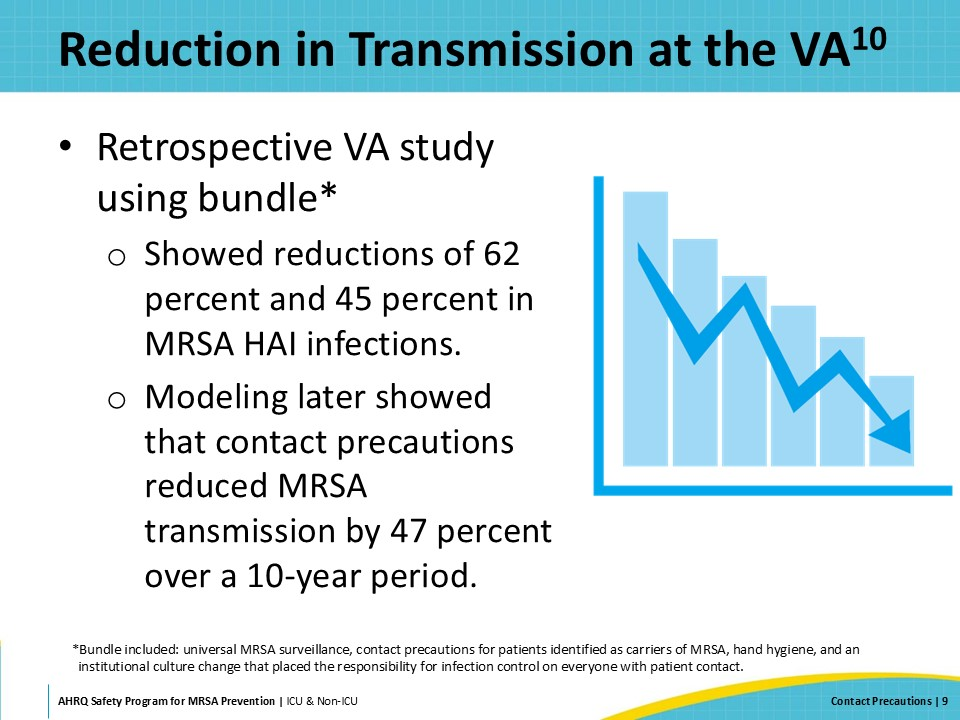 Reduction in Transmission at the VA10
• Retrospective VA study
using bundle*
o Showed reductions of 62
percent and 45 percent in
MRSA HAI infections.
o Modeling later showed
that contact precautions
reduced MRSA
transmission by 47 percent
over a 10-year period.
*Bundle included: universal MRSA surveillance, contact precautions for patients identified as carriers of MRSA, hand hygiene, and an
institutional culture change that placed the responsibility for infection control on everyone with patient contact.
AHRQ Safety Program for MRSA Prevention | ICU & Non-ICU
Contact Precautions | 9